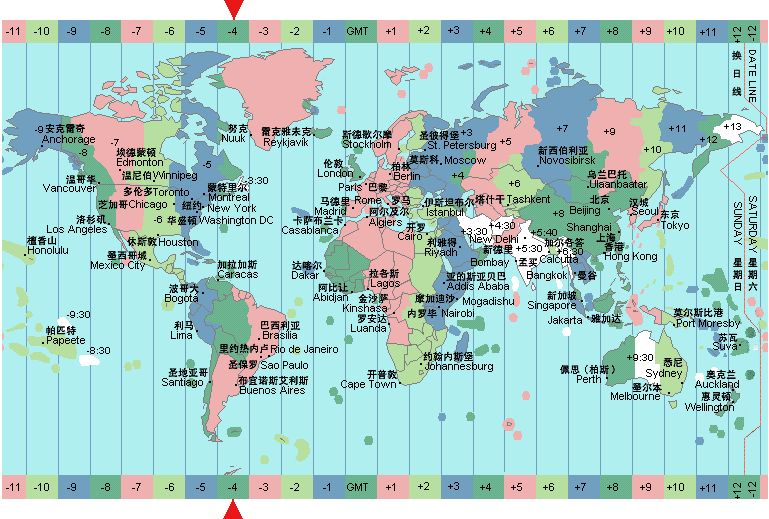 -11 -10 -9 -8 -7 -6 -5 -4 -3 -2 -1 GMT +1 +2 +3 +4 +5 +6 +7 +8 +9 +10 +11 +12 -12
换日线 DATE LINE
-9 安克雷奇
Anchorage
-8
-7
埃德蒙顿
Edmonton
温尼伯 Winnipeg
温哥华
Vancouver
多伦多 Toronto
芝加哥 Chicago
-6
-5
-3:30
蒙特里尔
Montreal
纽约 New York
华盛顿 Washington DC
洛杉矶
Los Angeles
休斯敦 Houston
墨西哥城
Mexico City
檀香山
Honolulu
努克
Nuuk
雷克雅未克
Reykjavik
斯德歌尔摩
Stockholm
圣彼得堡 +3
St. Petersburg
莫斯科 Moscow
伦敦
London
柏林
Berlin
Paris 巴黎
马德里
Madrid
Rome 罗马
阿尔及尔
Algiers
卡萨布兰卡
Casablanca
伊斯坦布尔
Istanbul
开罗
Cairo
利雅得
Riyadh
+4
+5
塔什干 Tashkent
+6
+7
新西伯利亚
Novosibirsk
+9
+10
+11
+12
+13
乌兰巴托
Ulaanbaatar
北京
Beijing
+8
汉城
Seoul
东京
Tokyo
上海
Shanghai
香港
Hong Kong
+3:30
+4:30
New Delhi
新德里
+5:40
+5:30
孟买
Bombay
加尔各答
Calcutta
+6:30
Bangkok 曼谷
新加坡
Singapore
Jakarta 雅加达
加拉加斯
Caracas
波哥大
Bogota
利马
Lima
巴西利亚
Brasilia
里约热内卢 Rio de Janeiro
圣保罗 Sao Paulo
圣地亚哥
Santiago
布宜诺斯艾利斯
Buenos Aires
达喀尔
Dakar
阿比让
Abidjan
拉各斯
Lagos
金沙萨
Kinshasa
罗安达
Luanda
亚的斯亚贝巴
Addis Ababa
摩加迪沙
Mogadishu
内罗毕 Nairobi
约翰内斯堡
Johannesburg
开普敦
Cape Town
-9:30
帕匹特
Papeete
-8:30
莫尔斯比港
Port Moresby
苏瓦
Suva
佩思(柏斯)
Perth
+9:30
悉尼
Sydney
墨尔本
Melbourne
奥克兰
Auckland
惠灵顿
Wellington
SUNDAY 星期日
SATURDAY 星期六
-11 -10 -9 -8 -7 -6 -5 -4 -3 -2 -1 GMT +1 +2 +3 +4 +5 +6 +7 +8 +9 +10 +11 +12 -12